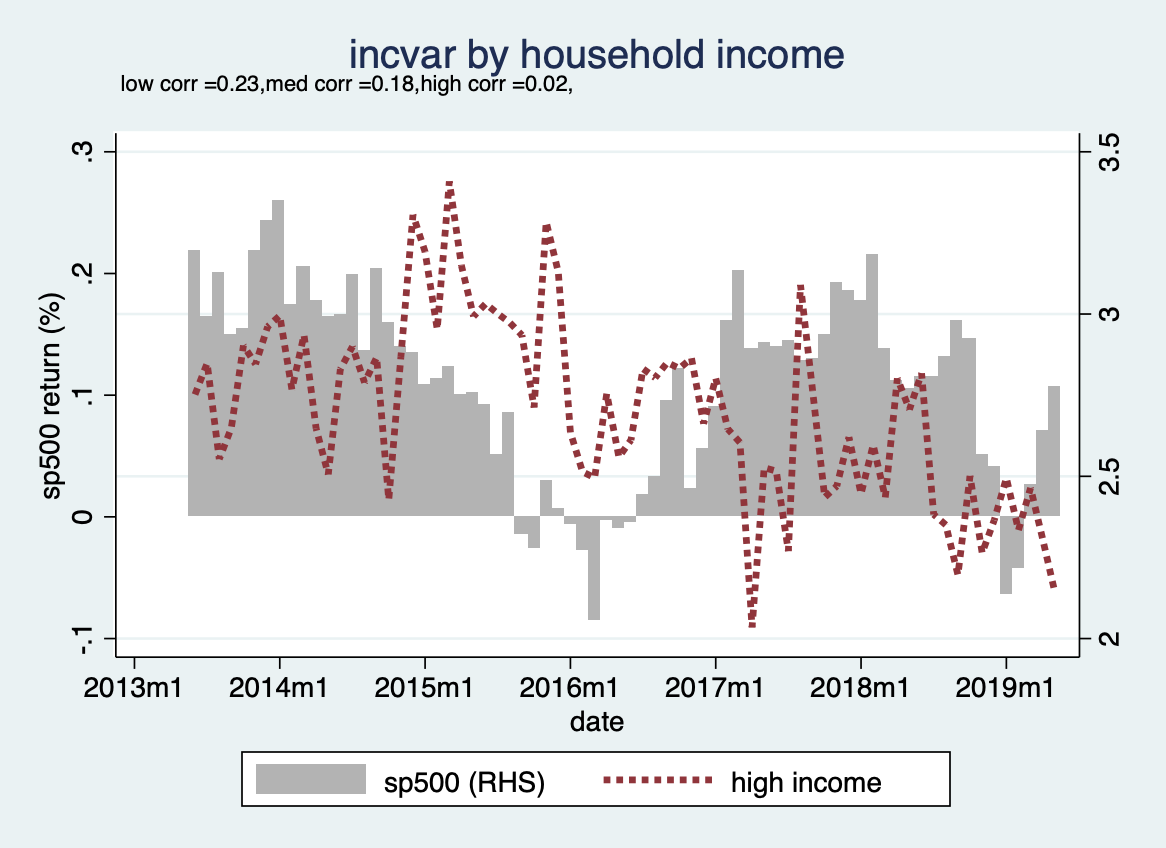 incvar by household income
low corr =0.23,med corr =0.18,high corr =0.02,
.3
.2
.1
0
-.1
sp500 return (%)
3.5
3
2.5
2
2013m1 2014m1 2015m1 2016m1 2017m1 2018m1 2019m1
date
sp500 (RHS) high income